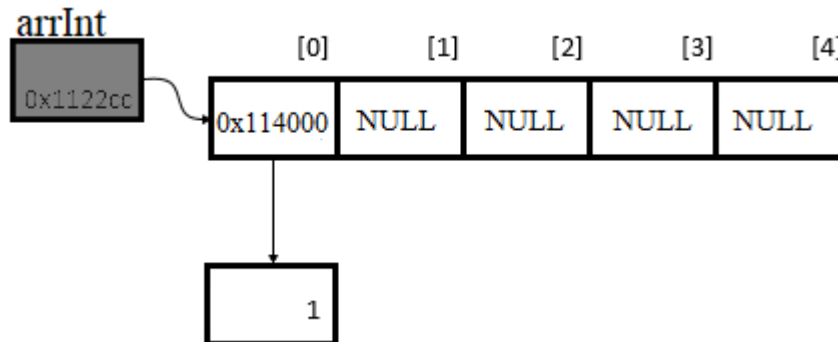 arrInt
[0] [1] [2] [3] [4]
0x1122cc
0x114000 NULL NULL NULL NULL
1